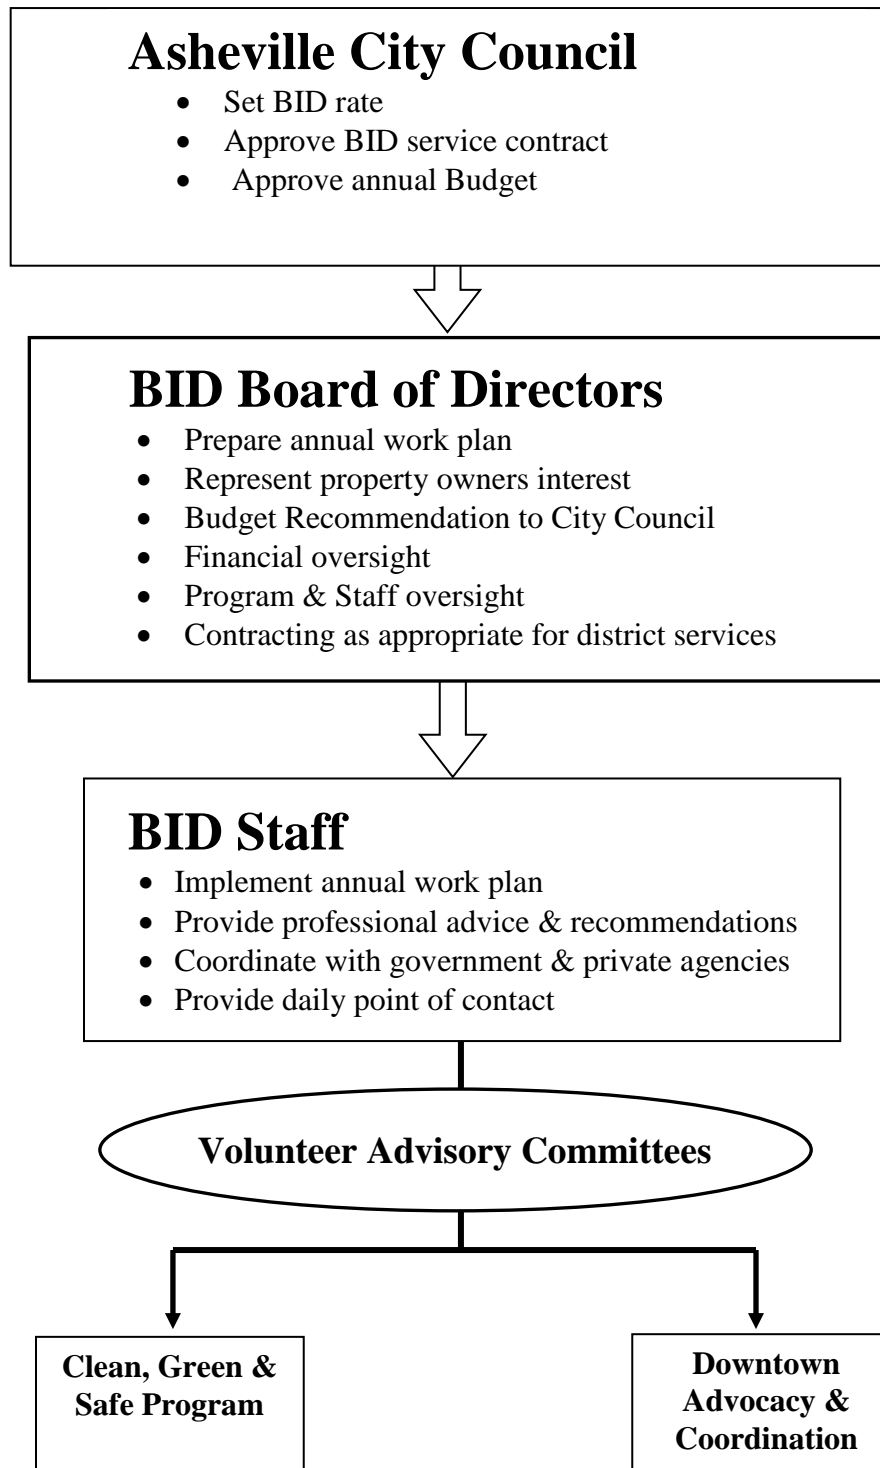 Asheville City Council
• Set BID rate
• Approve BID service contract
• Approve annual Budget
BID Board of Directors
• Prepare annual work plan
• Represent property owners interest
• Budget Recommendation to City Council
• Financial oversight
• Program & Staff oversight
• Contracting as appropriate for district services
BID Staff
• Implement annual work plan
• Provide professional advice & recommendations
• Coordinate with government & private agencies
• Provide daily point of contact
Volunteer Advisory Committees
Clean, Green &
Safe Program
Downtown
Advocacy &
Coordination